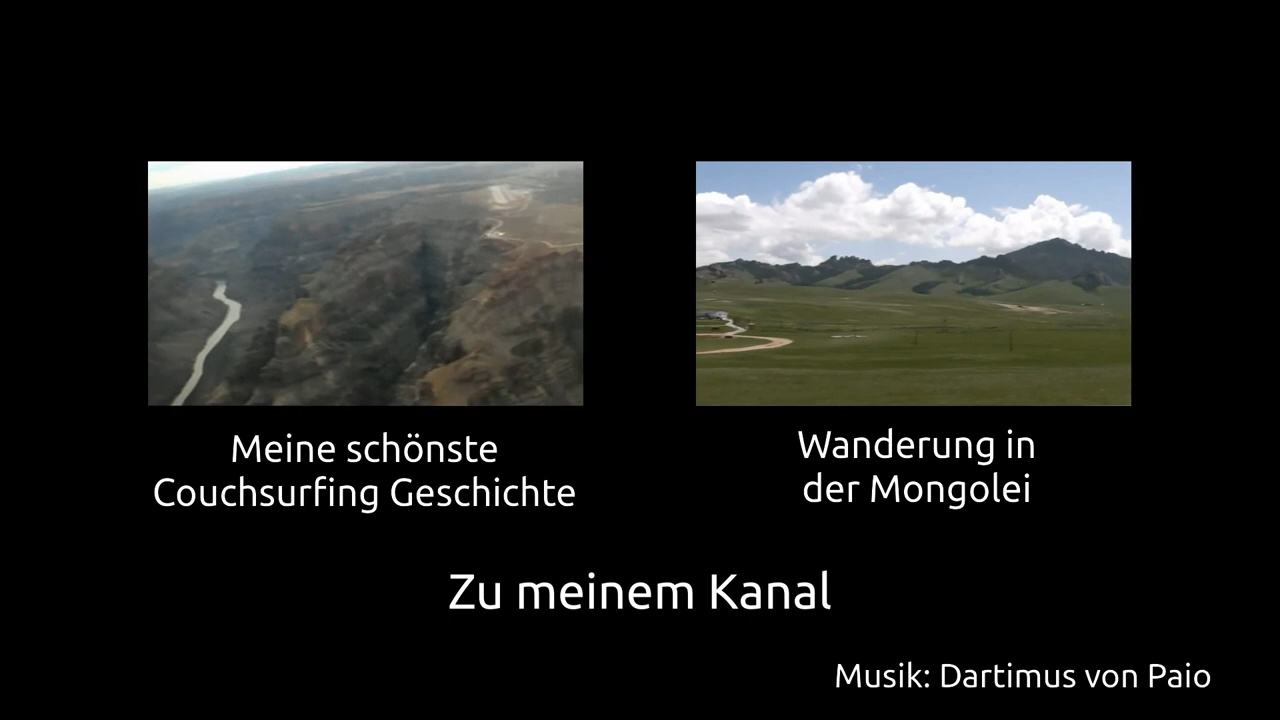 Meine schönste
Couchsurfing Geschichte
Wanderung in
der Mongolei
Zu meinem Kanal
Musik: Dartimus von Paio